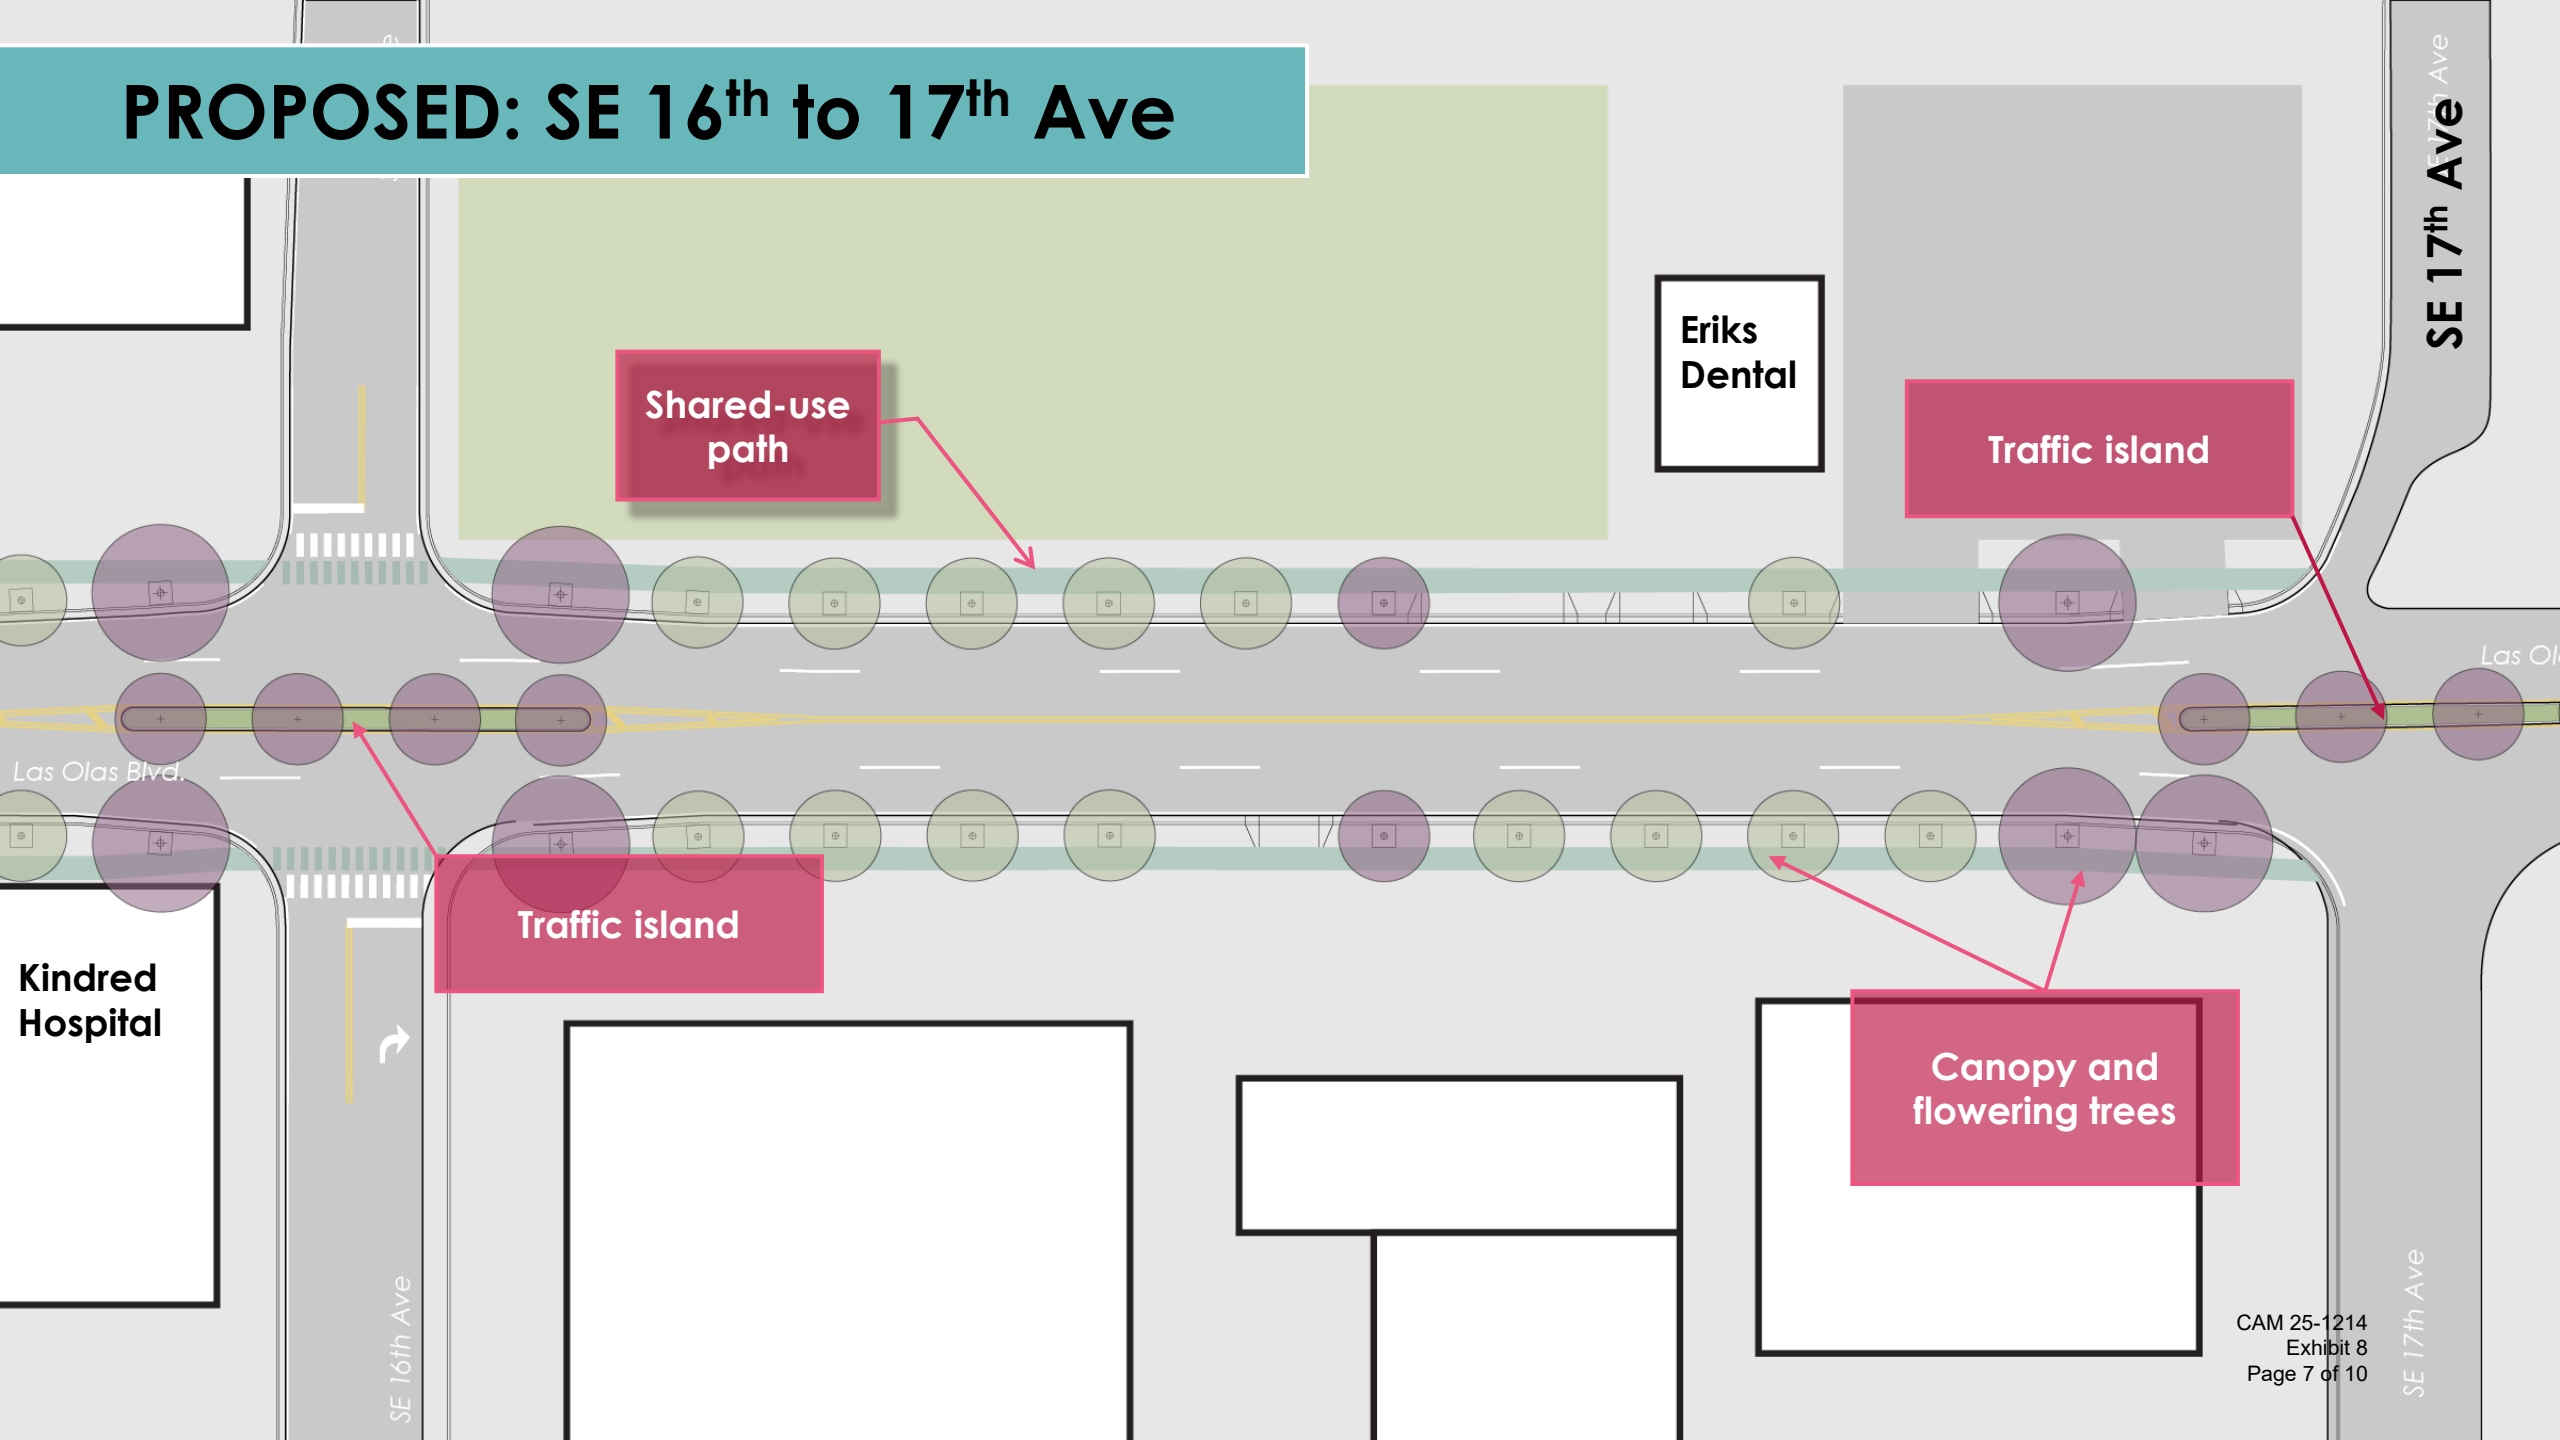 PROPOSED: SE 16th to 17th Ave
SE 17th Ave
Eriks
Dental
Shared-use
path
Traffic island
Las Olas Blvd.
Traffic island
Kindred
Hospital
Canopy and
flowering trees
SE 16th Ave
SE 17th Ave
CAM 25-1214
Exhibit 8
Page 7 of 10